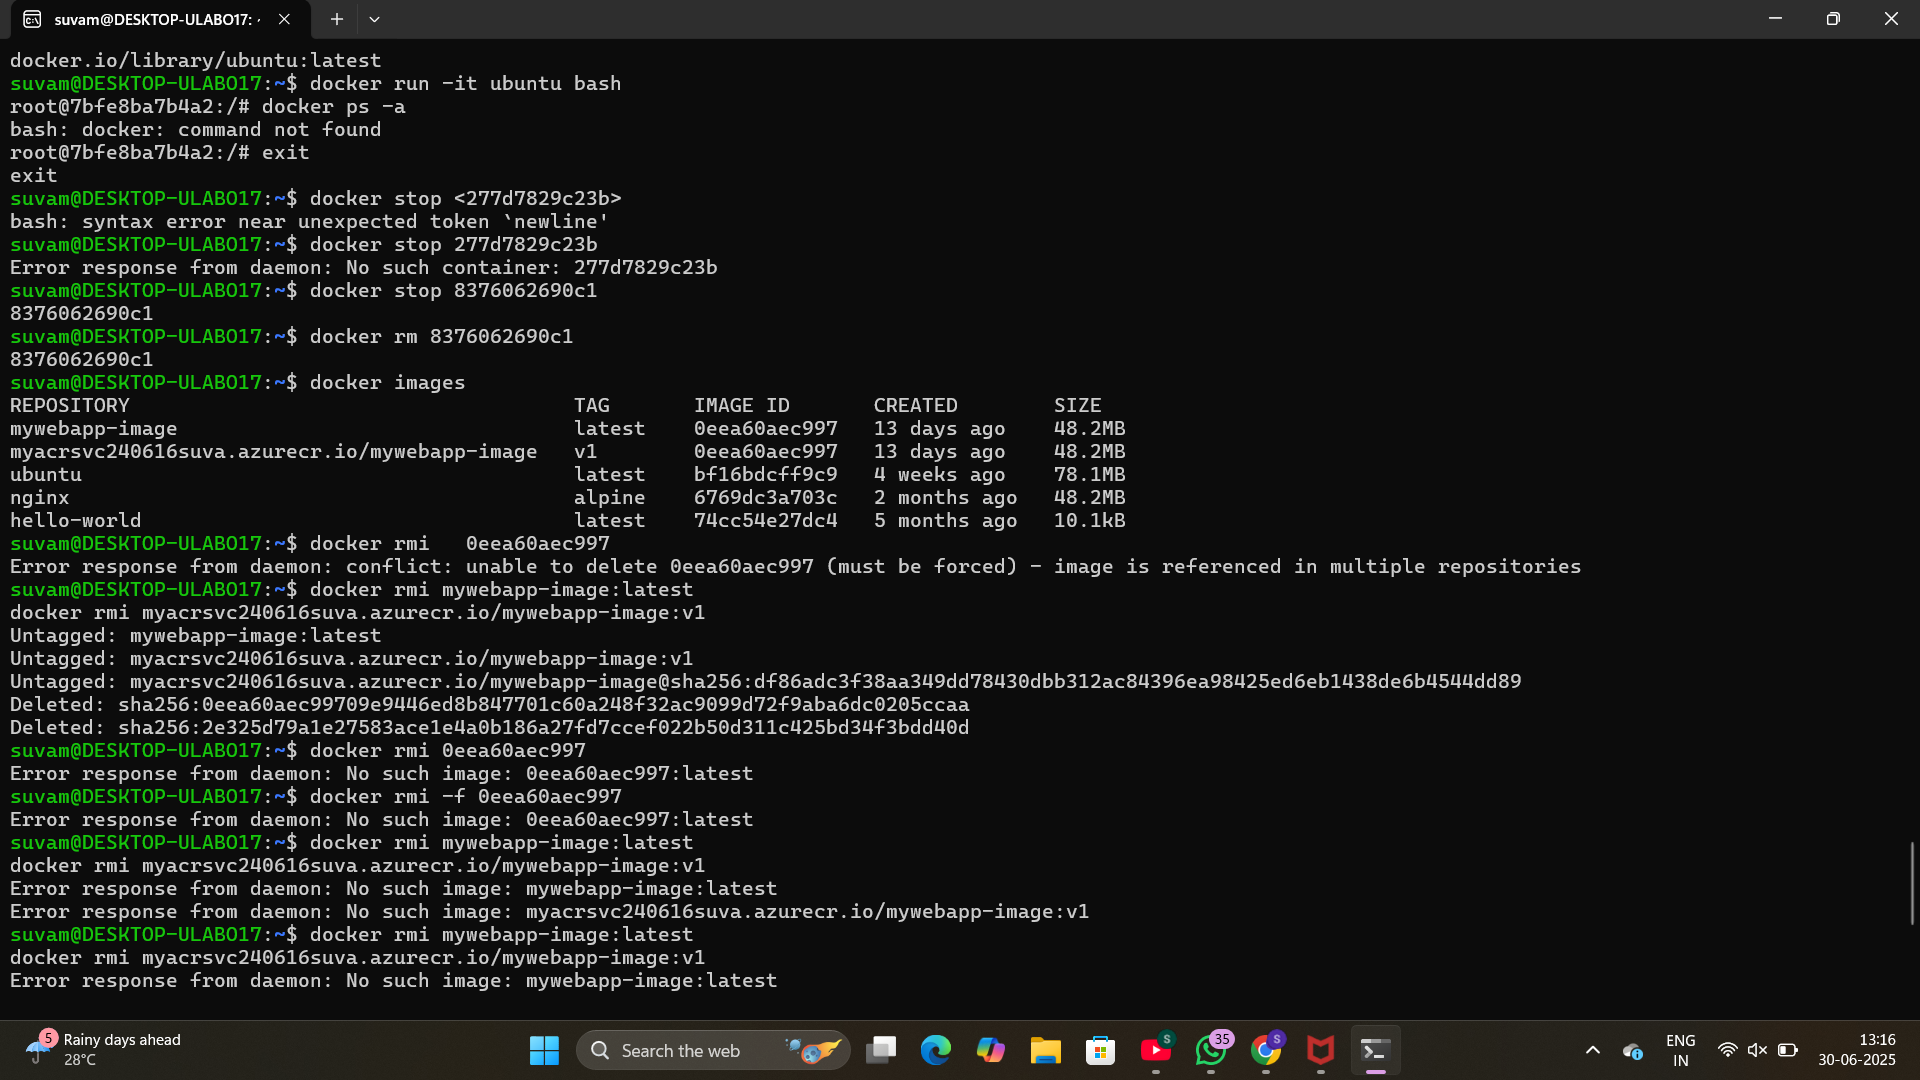 suvam@DESKTOP-ULABO17: ~
docker.io/library/ubuntu:latest
suvam@DESKTOP-ULABO17:~$ docker run -it ubuntu bash
root@7bfe8ba7b4a2:/# docker ps -a
bash: docker: command not found
root@7bfe8ba7b4a2:/# exit
exit
suvam@DESKTOP-ULABO17:~$ docker stop <277d7829c23b>
bash: syntax error near unexpected token `newline'
suvam@DESKTOP-ULABO17:~$ docker stop 277d7829c23b
Error response from daemon: No such container: 277d7829c23b
suvam@DESKTOP-ULABO17:~$ docker stop 8376062690c1
8376062690c1
suvam@DESKTOP-ULABO17:~$ docker rm 8376062690c1
8376062690c1
suvam@DESKTOP-ULABO17:~$ docker images
REPOSITORY                                     TAG       IMAGE ID       CREATED        SIZE
mywebapp-image                                 latest    0eea60aec997   13 days ago    48.2MB
myacrsvc240616suva.azurecr.io/mywebapp-image   v1        0eea60aec997   13 days ago    48.2MB
ubuntu                                         latest    bf16bdcff9c9   4 weeks ago    78.1MB
nginx                                          alpine    6769dc3a703c   2 months ago   48.2MB
hello-world                                    latest    74cc54e27dc4   5 months ago   10.1kB
suvam@DESKTOP-ULABO17:~$ docker rmi   0eea60aec997
Error response from daemon: conflict: unable to delete 0eea60aec997 (must be forced) - image is referenced in multiple repositories
suvam@DESKTOP-ULABO17:~$ docker rmi mywebapp-image:latest
docker rmi myacrsvc240616suva.azurecr.io/mywebapp-image:v1
Untagged: mywebapp-image:latest
Untagged: myacrsvc240616suva.azurecr.io/mywebapp-image:v1
Untagged: myacrsvc240616suva.azurecr.io/mywebapp-image@sha256:df86adc3f38aa349dd78430dbb312ac84396ea98425ed6eb1438de6b4544dd89
Deleted: sha256:0eea60aec99709e9446ed8b847701c60a248f32ac9099d72f9aba6dc0205ccaa
Deleted: sha256:2e325d79a1e27583ace1e4a0b186a27fd7ccef022b50d311c425bd34f3bdd40d
suvam@DESKTOP-ULABO17:~$ docker rmi 0eea60aec997
Error response from daemon: No such image: 0eea60aec997:latest
suvam@DESKTOP-ULABO17:~$ docker rmi -f 0eea60aec997
Error response from daemon: No such image: 0eea60aec997:latest
suvam@DESKTOP-ULABO17:~$ docker rmi mywebapp-image:latest
docker rmi myacrsvc240616suva.azurecr.io/mywebapp-image:v1
Error response from daemon: No such image: mywebapp-image:latest
Error response from daemon: No such image: myacrsvc240616suva.azurecr.io/mywebapp-image:v1
suvam@DESKTOP-ULABO17:~$ docker rmi mywebapp-image:latest
docker rmi myacrsvc240616suva.azurecr.io/mywebapp-image:v1
Error response from daemon: No such image: mywebapp-image:latest
5
Rainy days ahead
28°C
Search the web
S
35
S
ENG
IN
13:16
30-06-2025